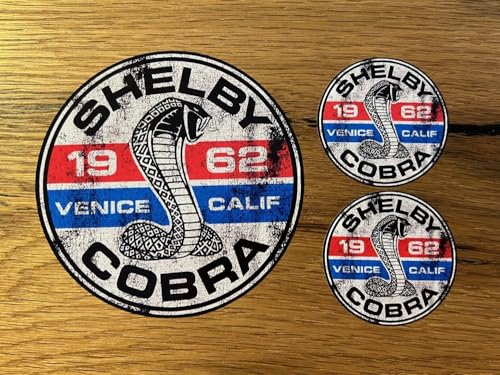 SHELBY
19 62
VENICE CALIF
COBRA
SHELBY
19 62
VENICE CALIF
COBRA
SHELBY
19 62
VENICE CALIF
COBRA